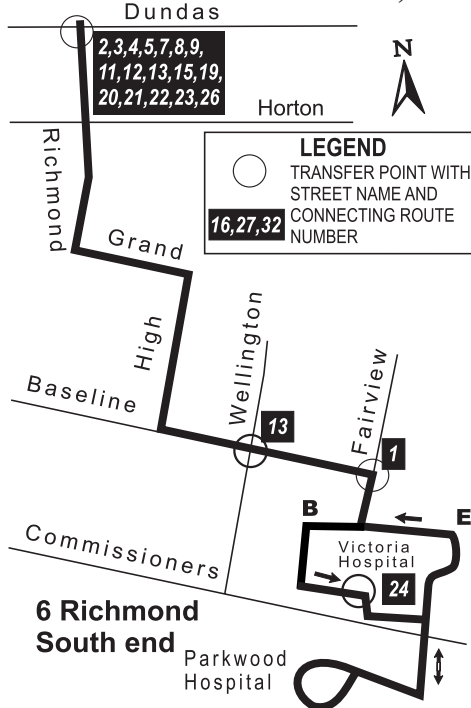 Dundas
2,3,4,5,7,8,9,
11,12,13,15,19,
20,21,22,23,26
N
Horton
LEGEND
TRANSFER POINT WITH
STREET NAME AND
CONNECTING ROUTE
NUMBER
16,27,32
Richmond
Grand
High
Wellington
Fairview
Baseline
13
1
B
E
Victoria
Hospital
24
Commissioners
6 Richmond
South end
Parkwood
Hospital